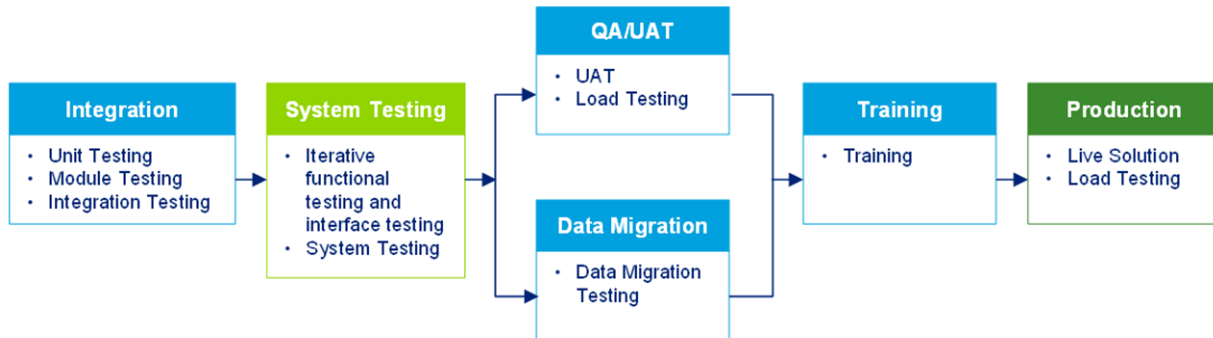 Integration
• Unit Testing
• Module Testing
• Integration Testing
System Testing
• Iterative
functional
testing and
interface testing
• System Testing
QA/UAT
• UAT
• Load Testing
Data Migration
• Data Migration
Testing
Training
• Training
Production
• Live Solution
• Load Testing